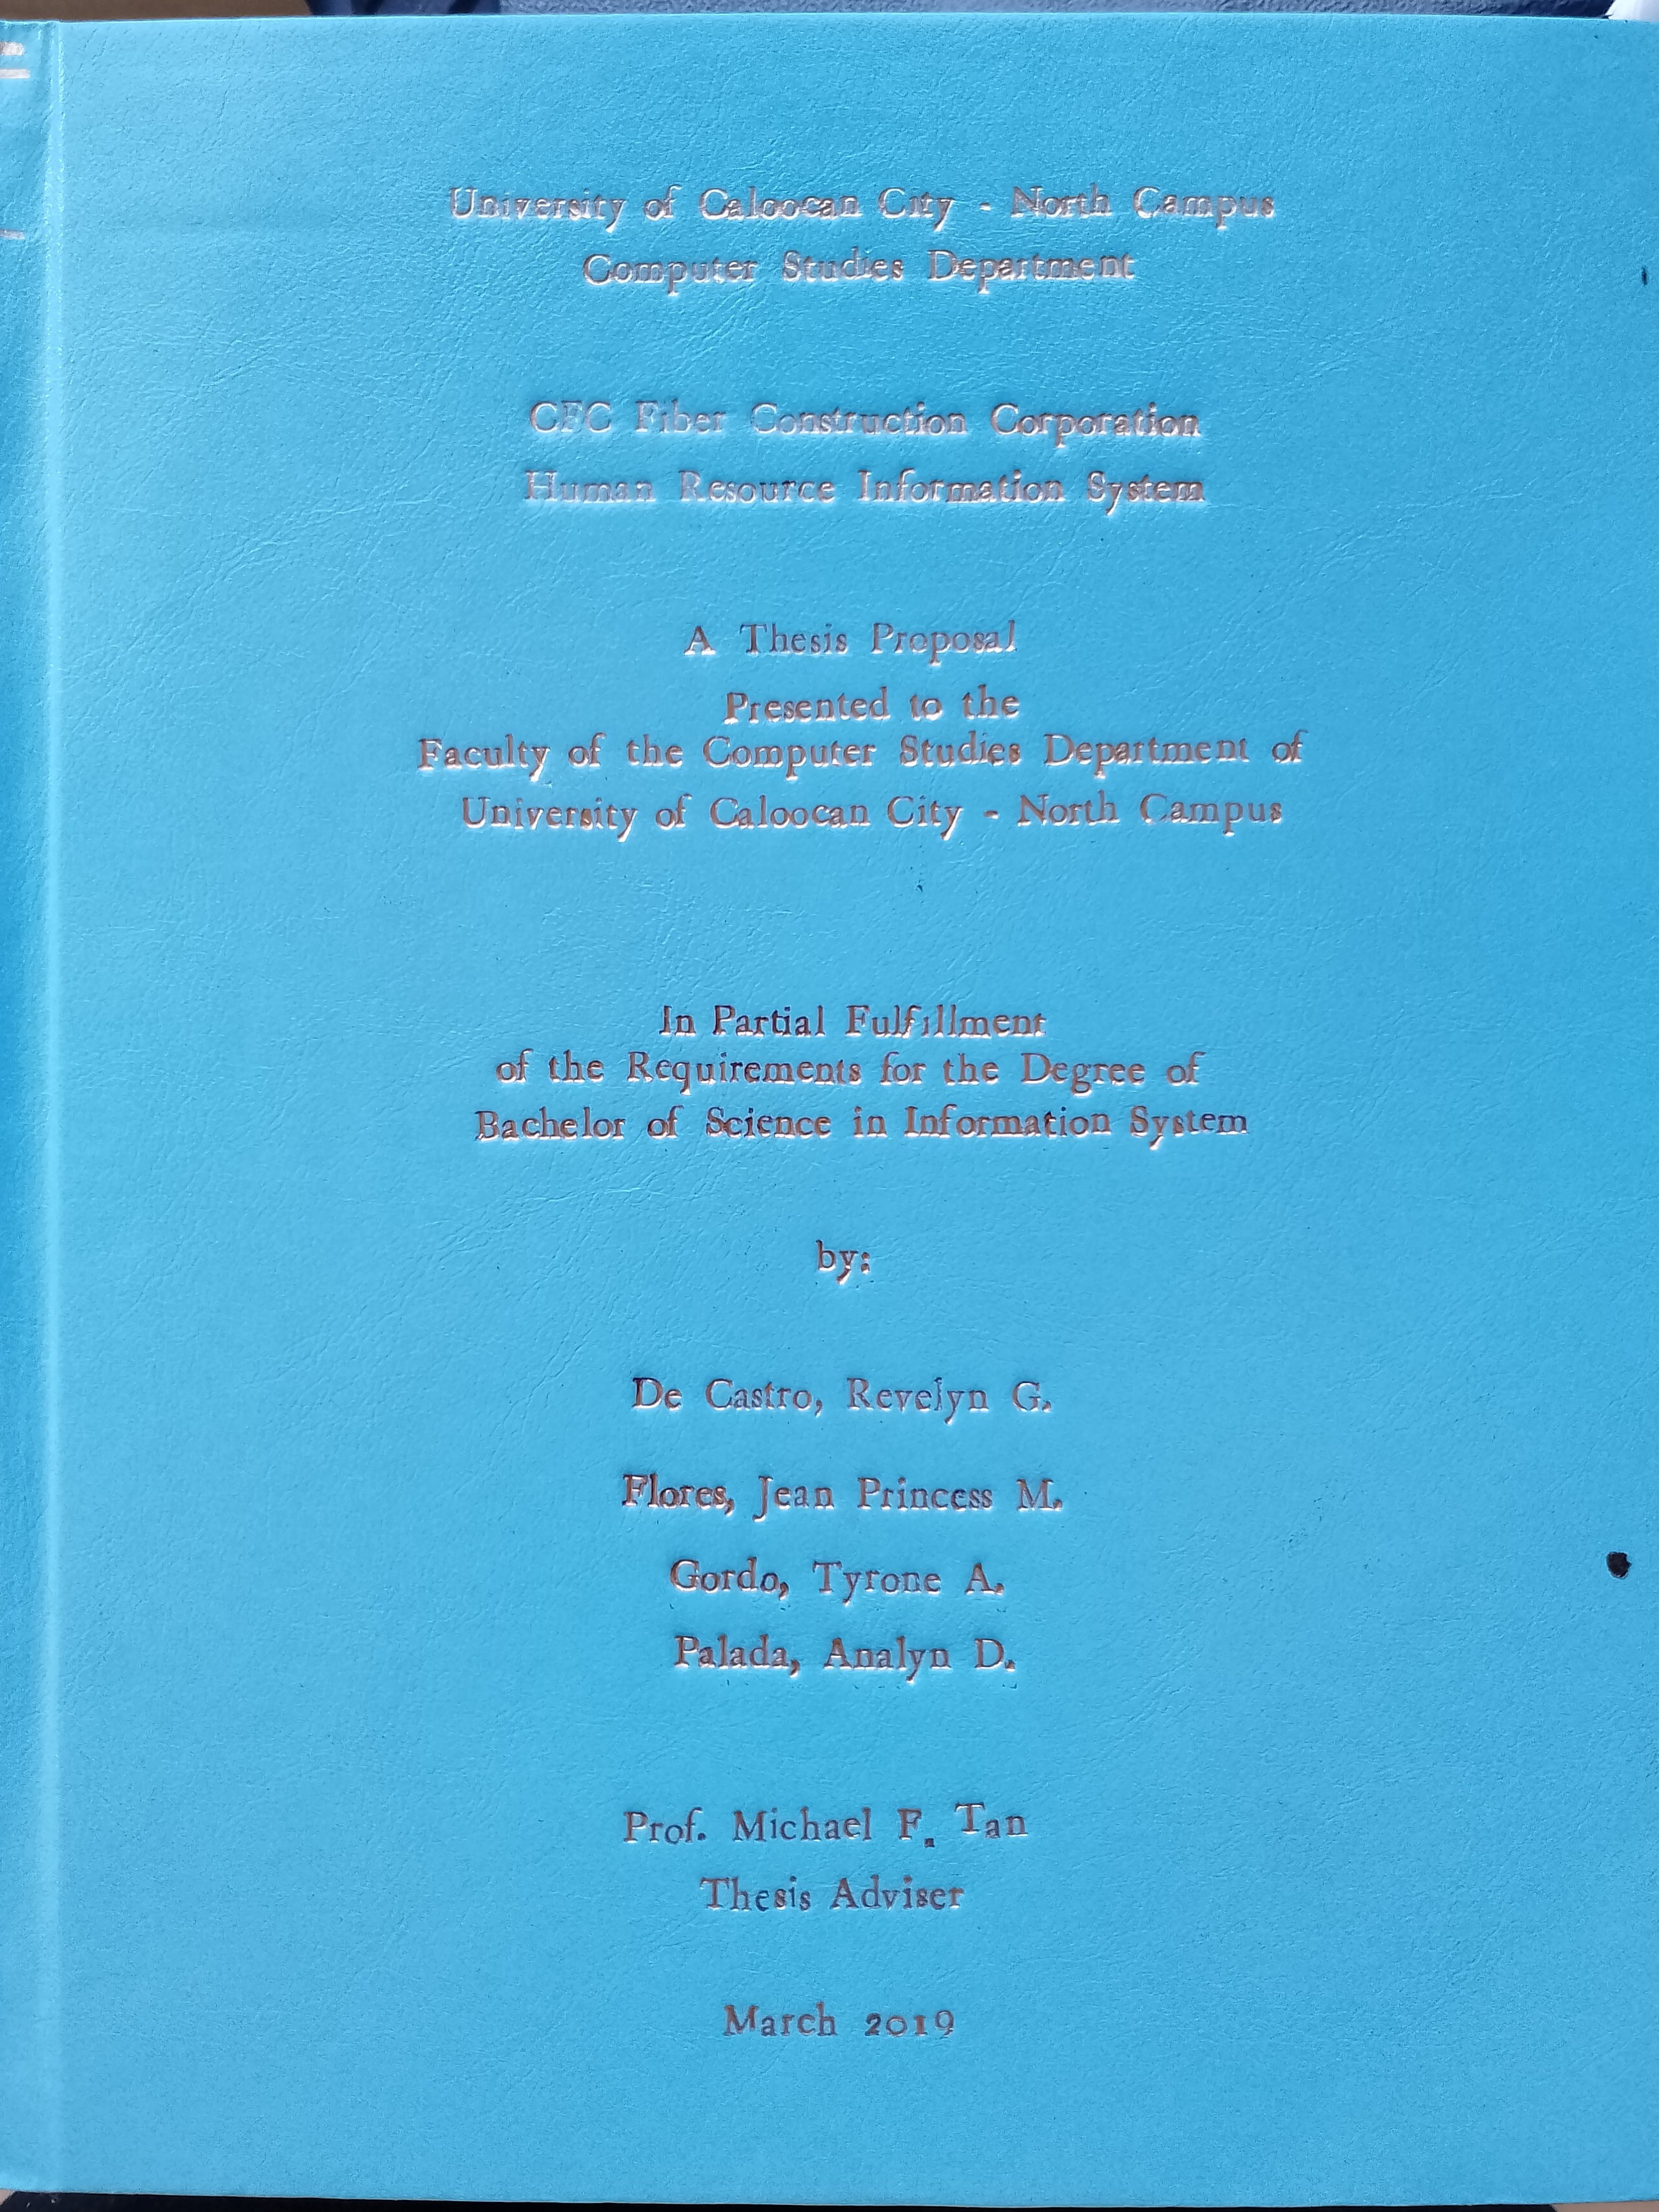 University of Caloocan City - North Campus
Computer Studies Department
CFC Fiber Construction Corporation
Human Resource Information System
A Thesis Proposal
Presented to the
Faculty of the Computer Studies Department of
University of Caloocan City - North Campus
In Partial Fulfillment
of the Requirements for the Degree of
Bachelor of Science in Information System
by:
De Castro, Revelyn G.
Flores, Jean Princess M.
Gordo, Tyrone A.
Palada, Analyn D.
Prof. Michael F. Tan
Thesis Adviser
March 2019